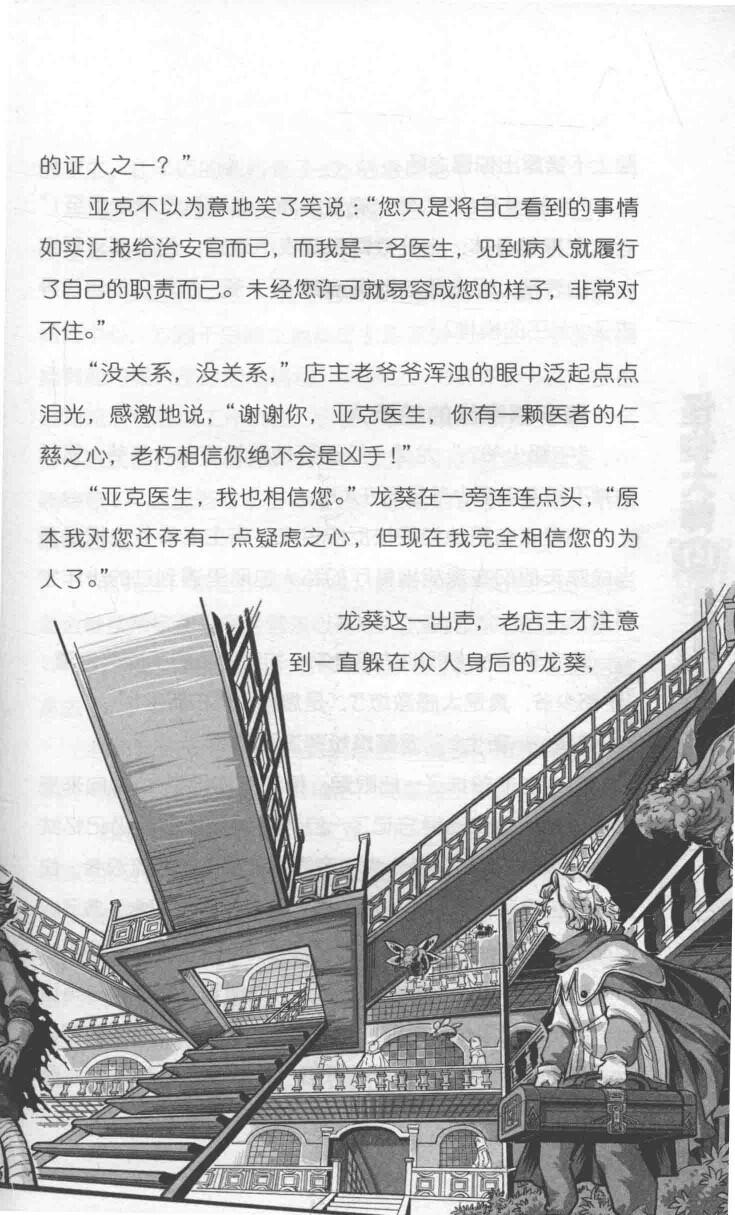 的证人之一？”
亚克不以为意地笑了笑说：“您只是将自己看到的事情
如实汇报给治安官而已，而我是一名医生，见到病人就履行
了自己的职责而已。未经您许可就易容成您的样子，非常对
不住。”
“没关系，没关系，”店主老爷爷浑浊的眼中泛起点点
泪光，感激地说，“谢谢你，亚克医生，你有一颗医者的仁
慈之心，老朽相信你绝不会是凶手！”
“亚克医生，我也相信您。”龙葵在一旁连连点头，“原
本我对您还存有一点疑虑之心，但现在我完全相信您的为
人了。”
龙葵这一出声，老店主才注意
到一直躲在众人身后的龙葵，